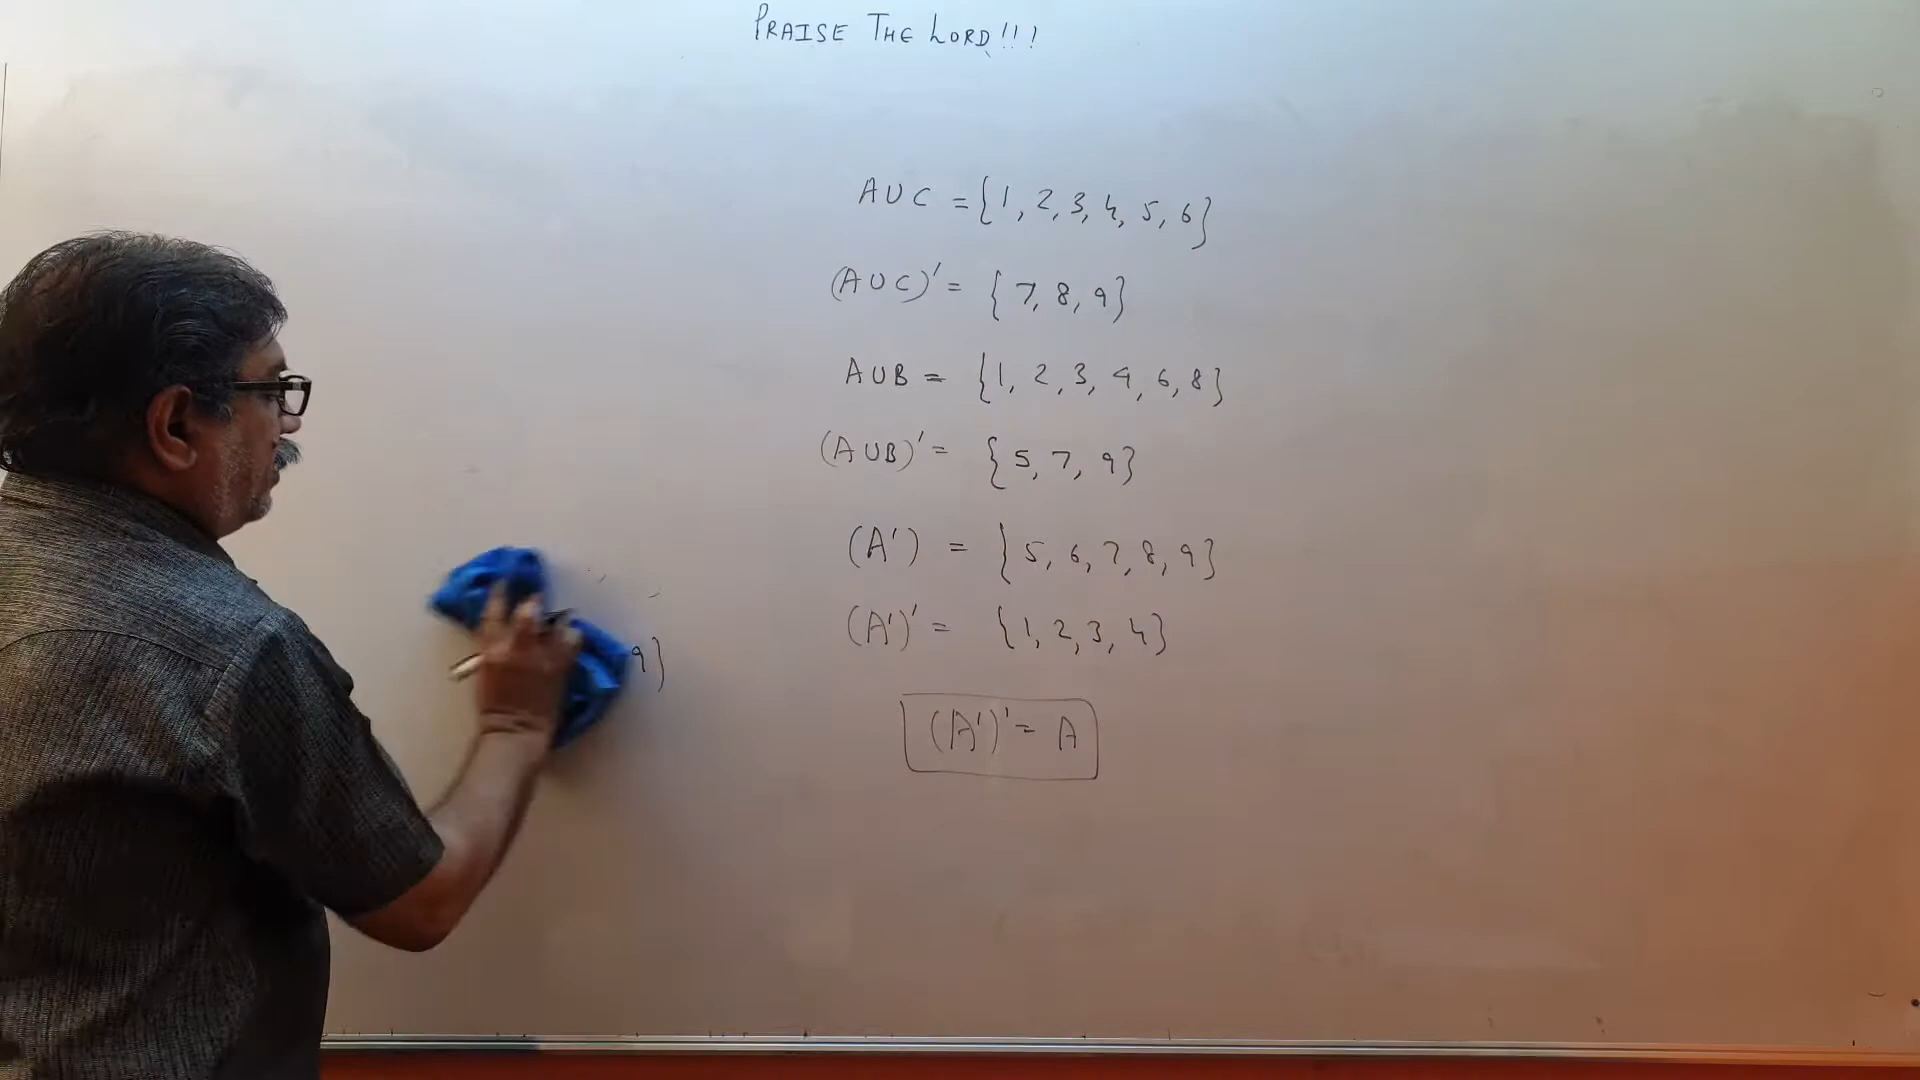 PRAISE THE LORD!!!
A∪C = {1, 2, 3, 4, 5, 6}
(A∪C)' = {7, 8, 9}
A∪B = {1, 2, 3, 4, 6, 8}
(A∪B)' = {5, 7, 9}
(A') = {5, 6, 7, 8, 9}
(A')' = {1, 2, 3, 4}
9}
(A')' = A